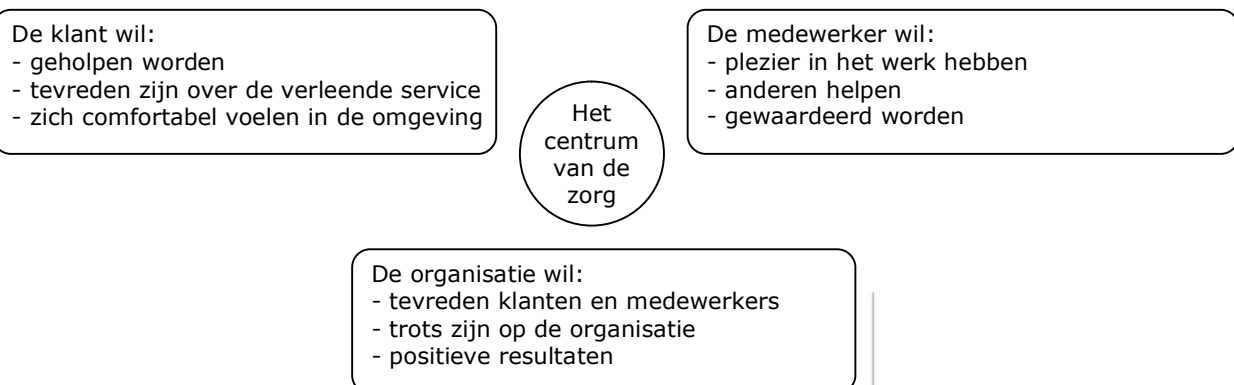 De klant wil:
- geholpen worden
- tevreden zijn over de verleende service
- zich comfortabel voelen in de omgeving
De medewerker wil:
- plezier in het werk hebben
- anderen helpen
- gewaardeerd worden
Het
centrum
van de
zorg
De organisatie wil:
- tevreden klanten en medewerkers
- trots zijn op de organisatie
- positieve resultaten